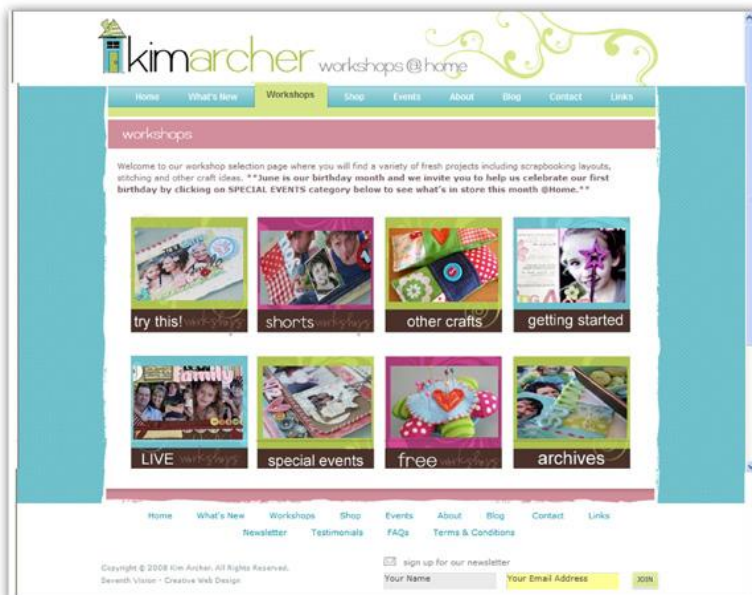 kimarcher workshops @ home
Home What's New Workshops Shop Events About Blog Contact Links
workshops
Welcome to our workshop selection page where you will find a variety of fresh projects including scrapbooking layouts,
stitching and other craft ideas. **June is our birthday month and we invite you to help us celebrate our first
birthday by clicking on SPECIAL EVENTS category below to see what's in store this month @Home.**
try this! workshops
shorts workshops
other crafts
getting started
family
LIVE workshops
special events
free workshops
archives
Home What's New Workshops Shop Events About Blog Contact Links
Newsletter Testimonials FAQs Terms & Conditions
Copyright © 2008 Kim Archer. All Rights Reserved.
Seventh Vision - Creative Web Design
sign up for our newsletter
Your Name Your Email Address JOIN